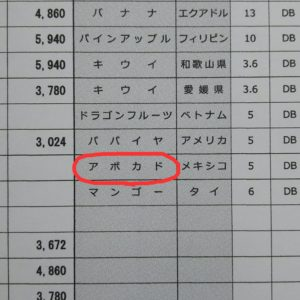 4,860 バナナ エクアドル 13 DB
5,940 パインアップル フィリピン 10 DB
5,940 キウイ 和歌山県 3.6 DB
3,780 キウイ 愛媛県 3.6 DB
ドラゴンフルーツ ベトナム 5 DB
3,024 パパイヤ アメリカ 5 DB
アボカド メキシコ 5 DB
マンゴー タイ 6 DB
3,672
4,860
3,780